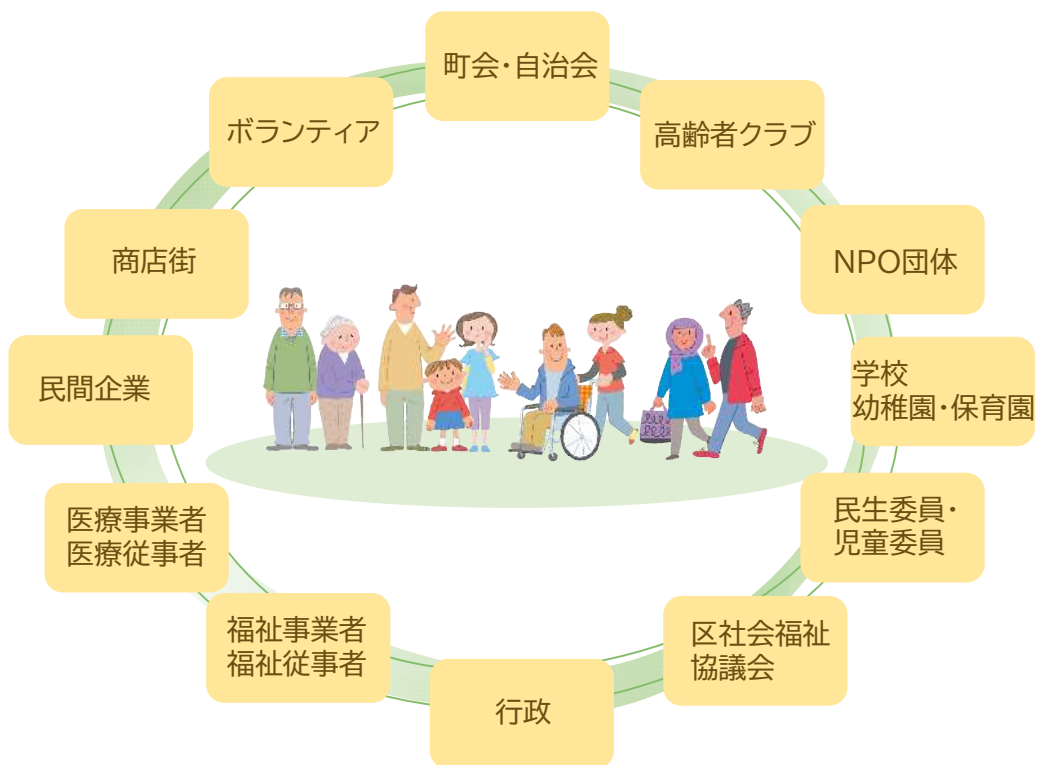 町会・自治会
高齢者クラブ
NPO団体
学校
幼稚園・保育園
民生委員・
児童委員
区社会福祉
協議会
行政
福祉事業者
福祉従事者
医療事業者
医療従事者
民間企業
商店街
ボランティア